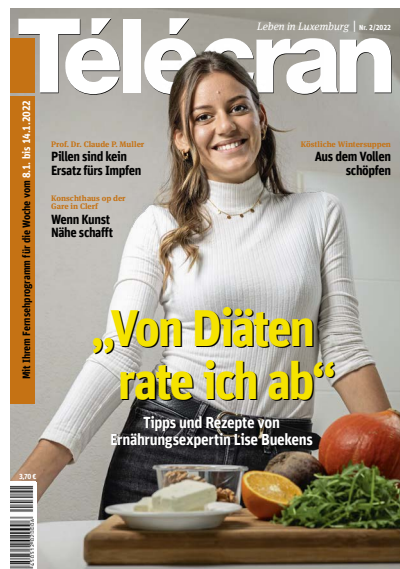 Leben in Luxemburg | Nr. 2/2022
Télécran
Mit Ihrem Fernsehprogramm für die Woche vom 8.1. bis 14.1.2022
Prof. Dr. Claude P. Muller
Pillen sind kein
Ersatz fürs Impfen
Konschthaus op der
Gare in Clerf
Wenn Kunst
Nähe schafft
Köstliche Wintersuppen
Aus dem Vollen
schöpfen
„Von Diäten
rate ich ab“
Tipps und Rezepte von
Ernährungsexpertin Lise Buekens
3,70 €